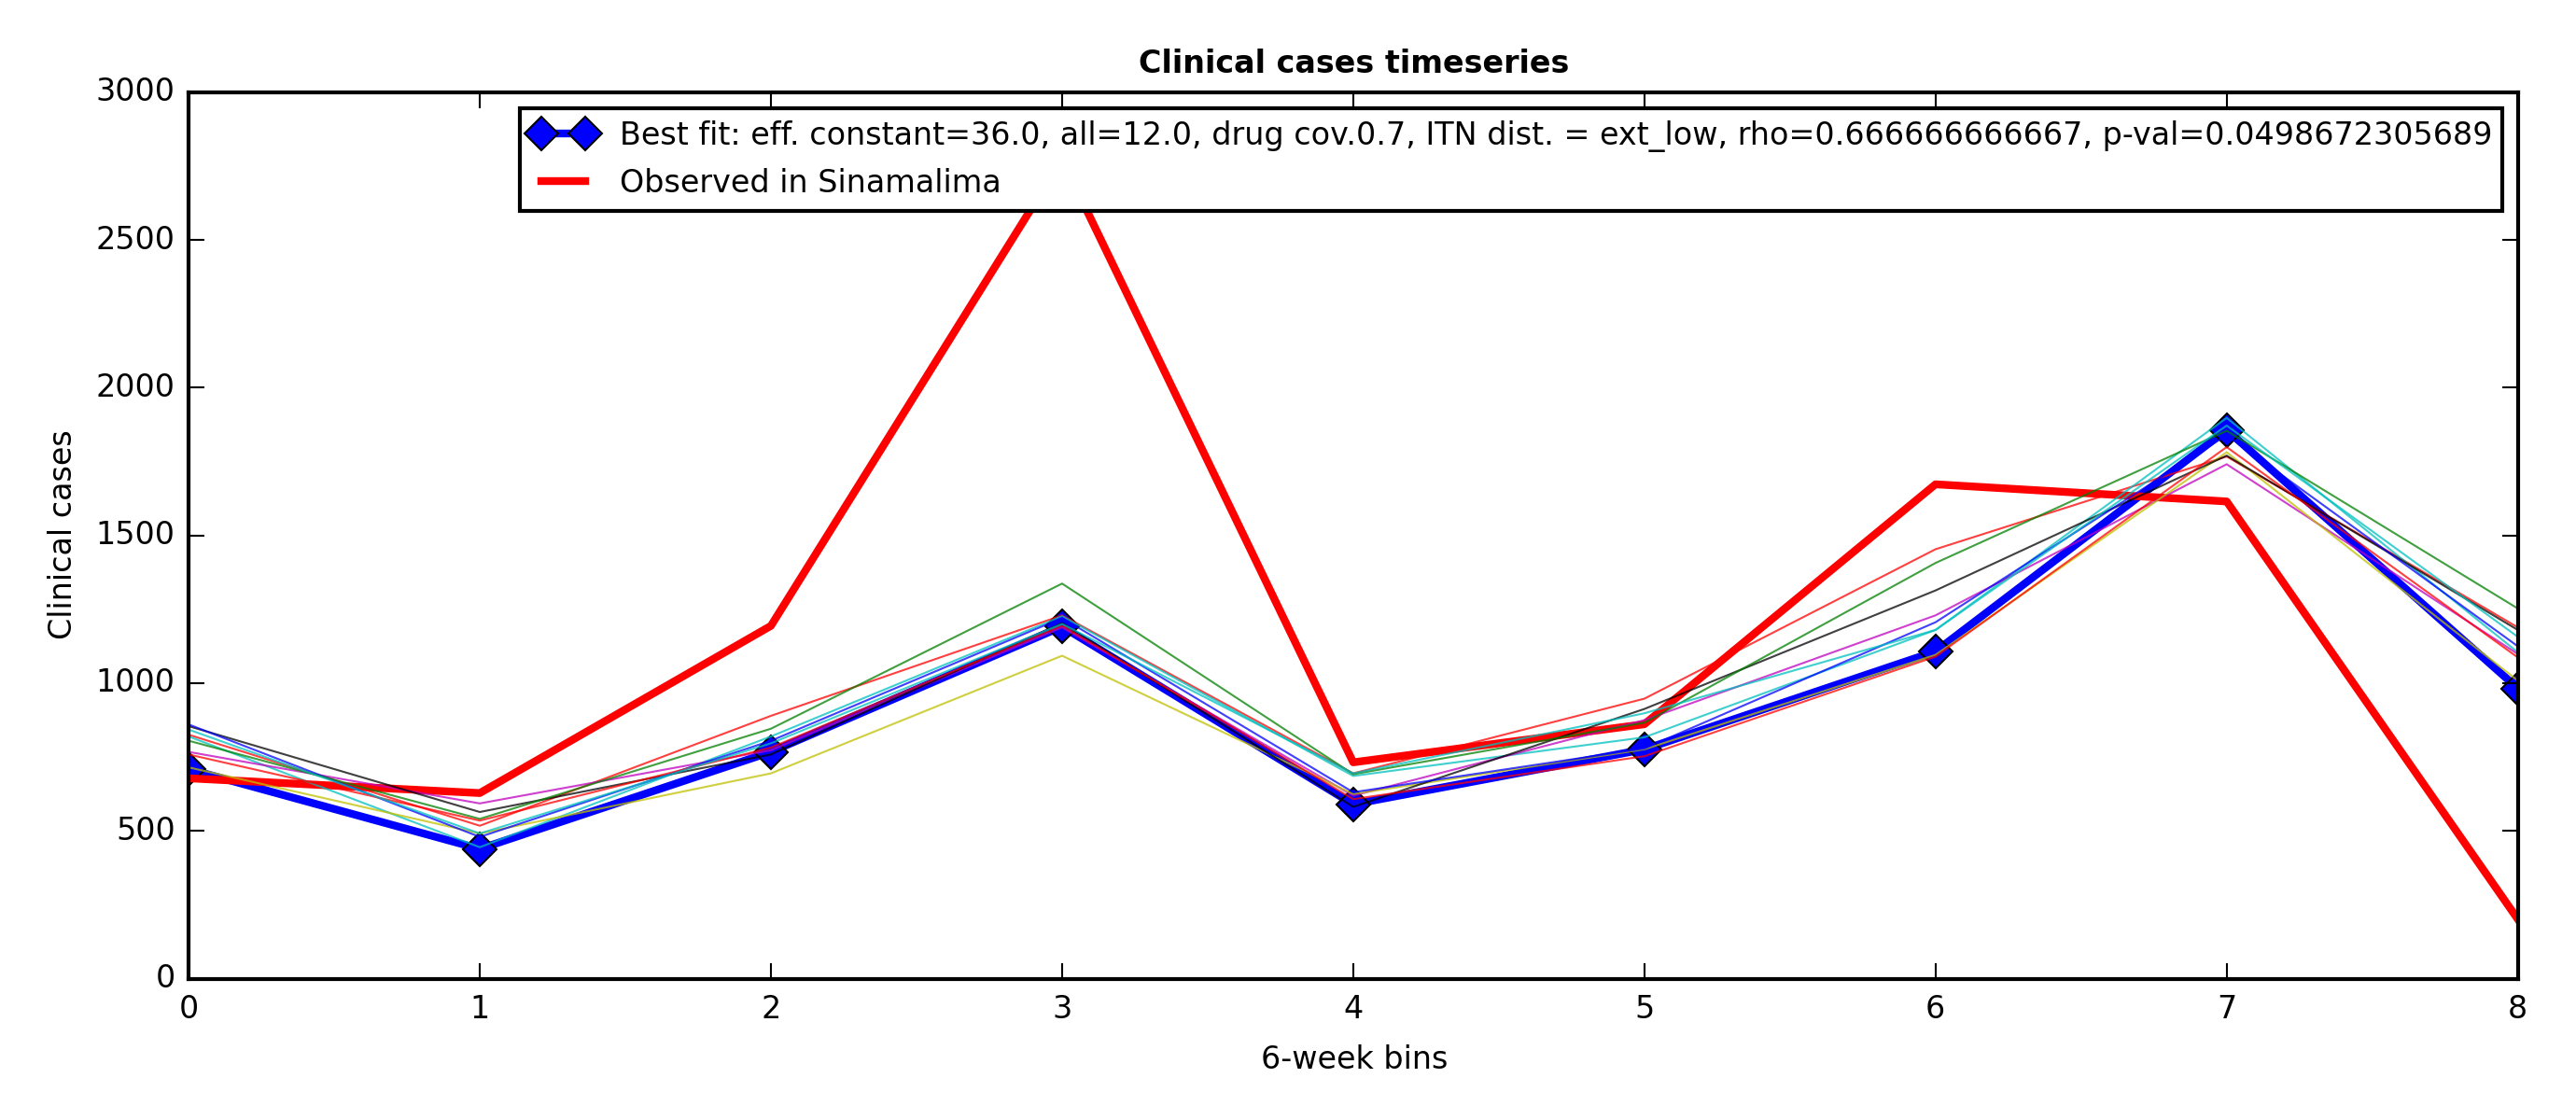 Clinical cases timeseries
3000
2500
2000
1500
1000
500
0
Clinical cases
Best fit: eff. constant=36.0, all=12.0, drug cov.0.7, ITN dist. = ext_low, rho=0.666666666667, p-val=0.0498672305689
Observed in Sinamalima
0 1 2 3 4 5 6 7 8
6-week bins